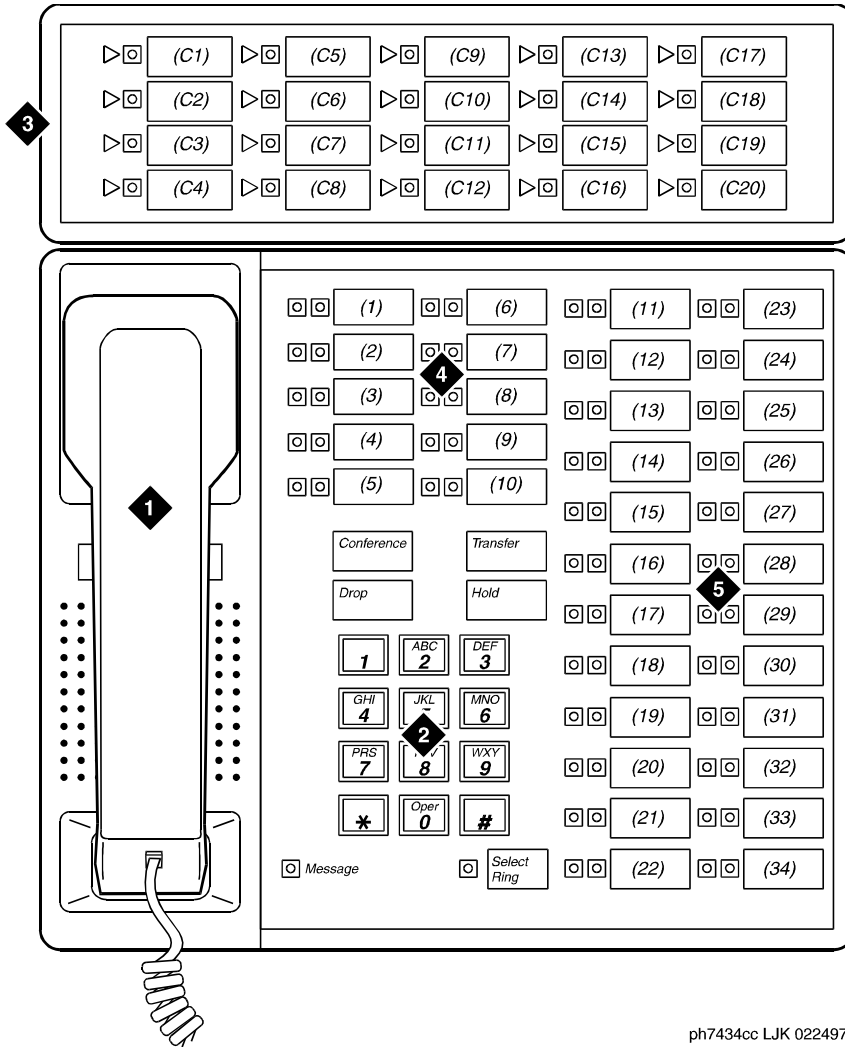 (C1) (C5) (C9) (C13) (C17)
(C2) (C6) (C10) (C14) (C18)
3
(C3) (C7) (C11) (C15) (C19)
(C4) (C8) (C12) (C16) (C20)
(1) (6) (11) (23)
(2) (7) (12) (24)
4
(3) (8) (13) (25)
(4) (9) (14) (26)
(5) (10) (15) (27)
1
Conference Transfer (16) (28)
5
Drop Hold (17) (29)
1 ABC 2 DEF 3 (18) (30)
GHI 4 JKL MNO 6 (19) (31)
2
PRS 7 8 WXY 9 (20) (32)
* Oper 0 # (21) (33)
Message Select Ring (22) (34)
ph7434cc LJK 022497